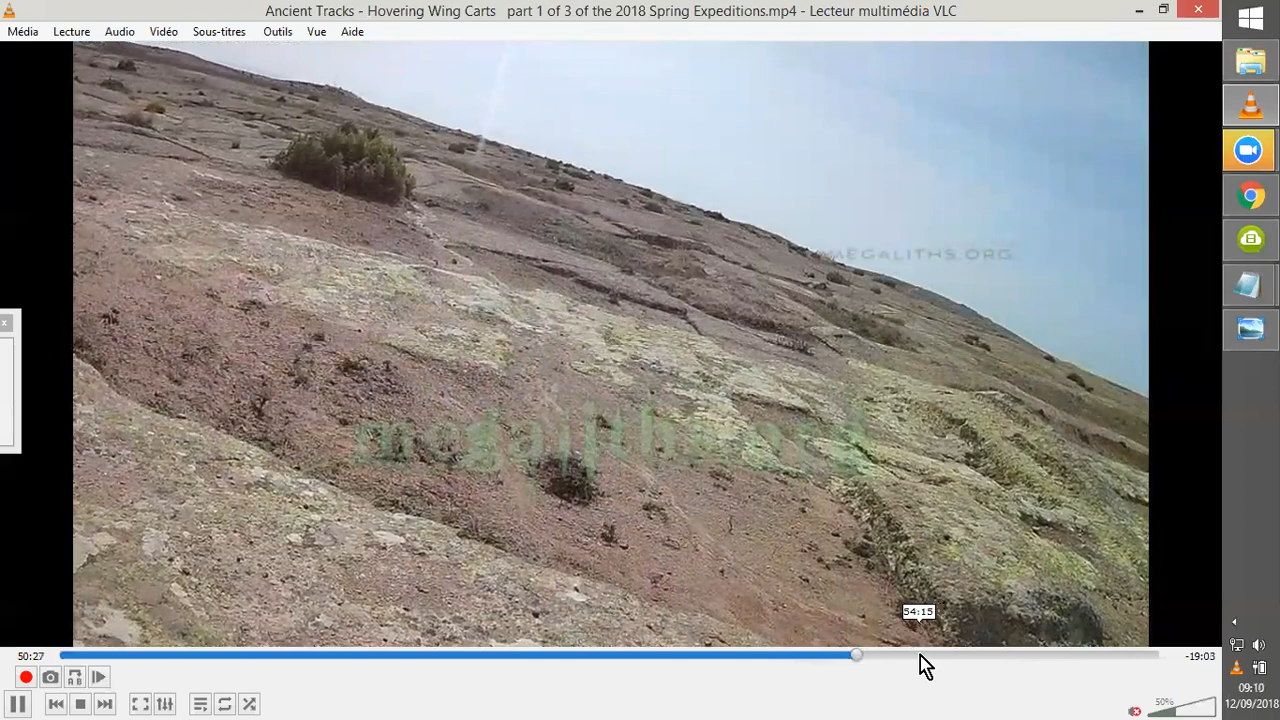 Ancient Tracks - Hovering Wing Carts part 1 of 3 of the 2018 Spring Expeditions.mp4 - Lecteur multimédia VLC
Média Lecture Audio Vidéo Sous-titres Outils Vue Aide
MEGALITHS.ORG
megaliths.org
54:15
50:27
-19:03
50%
09:10
12/09/2018